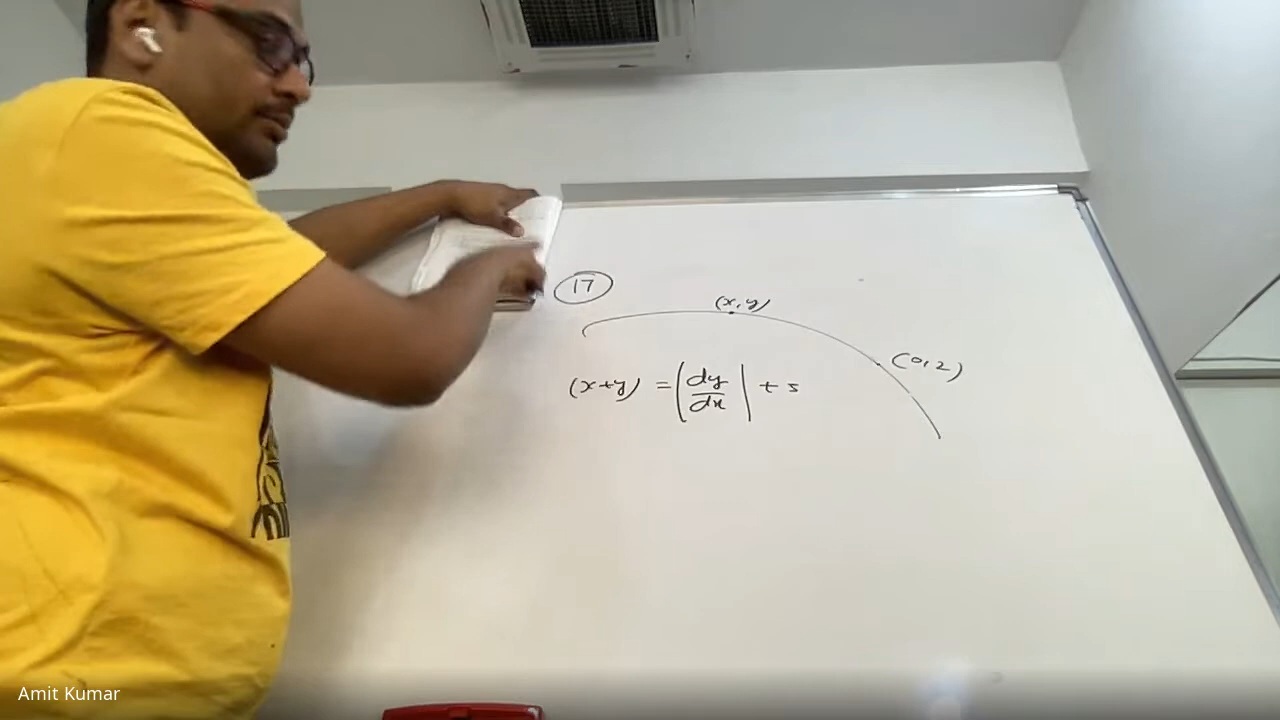 17
(x,y)
(0,2)
(x+y) = |dy/dx| + 5
Amit Kumar